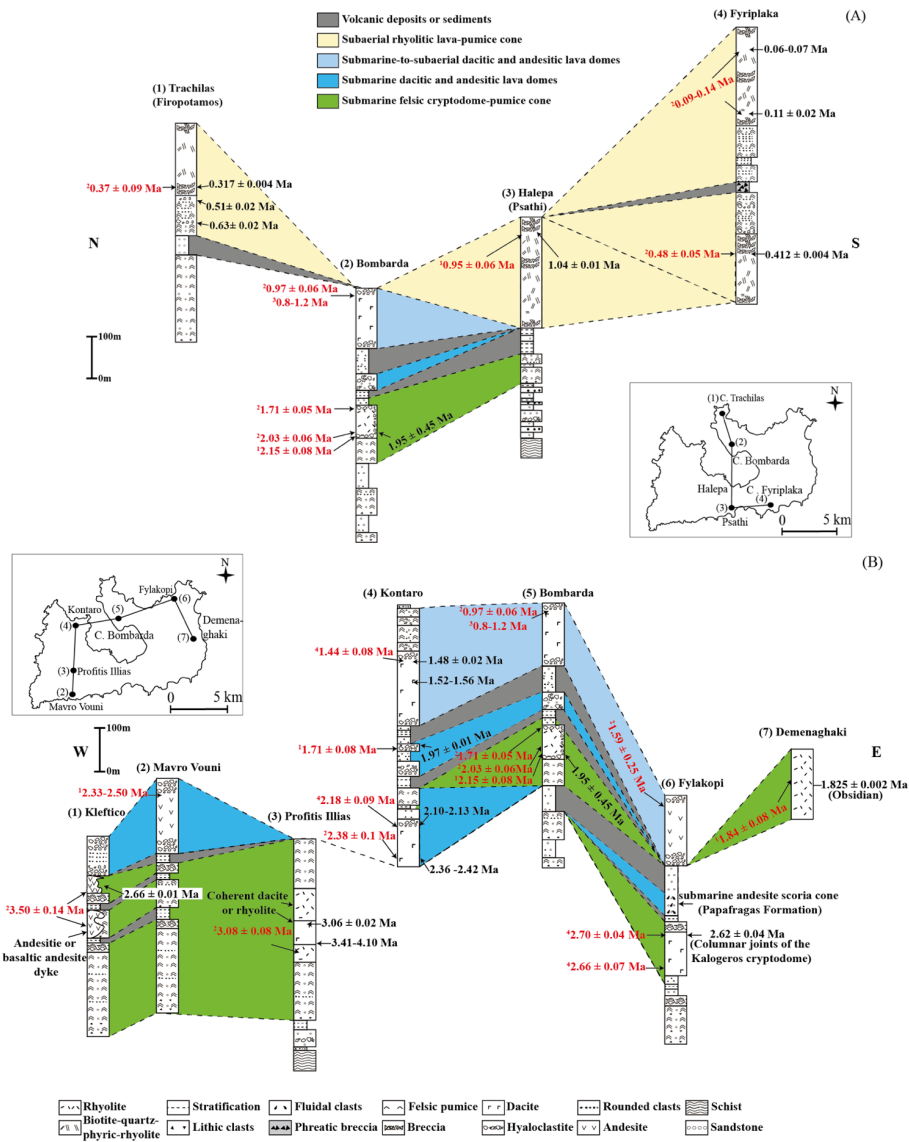 (A)
Volcanic deposits or sediments
Subaerial rhyolitic lava-pumice cone
Submarine-to-subaerial dacitic and andesitic lava domes
Submarine dacitic and andesitic lava domes
Submarine felsic cryptodome-pumice cone
(4) Fyriplaka
0.06-0.07 Ma
²0.09-0.14 Ma
0.11 ± 0.02 Ma
²0.48 ± 0.05 Ma
0.412 ± 0.004 Ma
S
(1) Trachilas
(Firopotamos)
²0.37 ± 0.09 Ma
0.317 ± 0.004 Ma
0.51± 0.02 Ma
0.63± 0.02 Ma
N
100m
0m
(3) Halepa
(Psathi)
¹0.95 ± 0.06 Ma
1.04 ± 0.01 Ma
(2) Bombarda
²0.97 ± 0.06 Ma
³0.8-1.2 Ma
²1.71 ± 0.05 Ma
²2.03 ± 0.06 Ma
¹2.15 ± 0.08 Ma
1.95 ± 0.45 Ma
N
(1) C. Trachilas
(2)
C. Bombarda
Halepa
C. Fyriplaka
(4)
(3)
Psathi
0 5 km
(B)
N
Fylakopi
Kontaro
(5)
(6)
(4)
C. Bombarda
Demena-
ghaki
(7)
(3)
Profitis Illias
(2)
Mavro Vouni
0 5 km
100m
0m
W
(4) Kontaro
⁴1.44 ± 0.08 Ma
1.48 ± 0.02 Ma
1.52-1.56 Ma
¹1.71 ± 0.08 Ma
1.97 ± 0.01 Ma
⁴2.18 ± 0.09 Ma
2.10-2.13 Ma
²2.38 ± 0.1 Ma
2.36 -2.42 Ma
(5) Bombarda
²0.97 ± 0.06 Ma
³0.8-1.2 Ma
²1.71 ± 0.05 Ma
²2.03 ± 0.06Ma
¹2.15 ± 0.08 Ma
1.95 ± 0.45 Ma
²1.59 ± 0.25 Ma
(7) Demenaghaki
E
1.825 ± 0.002 Ma
(Obsidian)
¹1.84 ± 0.08 Ma
(6) Fylakopi
submarine andesite scoria cone
(Papafragas Formation)
⁴2.70 ± 0.04 Ma
2.62 ± 0.04 Ma
(Columnar joints of the
Kalogeros cryptodome)
⁴2.66 ± 0.07 Ma
(2) Mavro Vouni
¹2.33-2.50 Ma
(1) Kleftico
2.66 ± 0.01 Ma
²3.50 ± 0.14 Ma
Andesitie or
basaltic andesite
dyke
(3) Profitis Illias
Coherent dacite
or rhyolite
²3.08 ± 0.08 Ma
3.06 ± 0.02 Ma
3.41-4.10 Ma
Rhyolite
Stratification
Fluidal clasts
Felsic pumice
Dacite
Rounded clasts
Schist
Biotite-quartz-
phyric-rhyolite
Lithic clasts
Phreatic breccia
Breccia
Hyaloclastite
Andesite
Sandstone